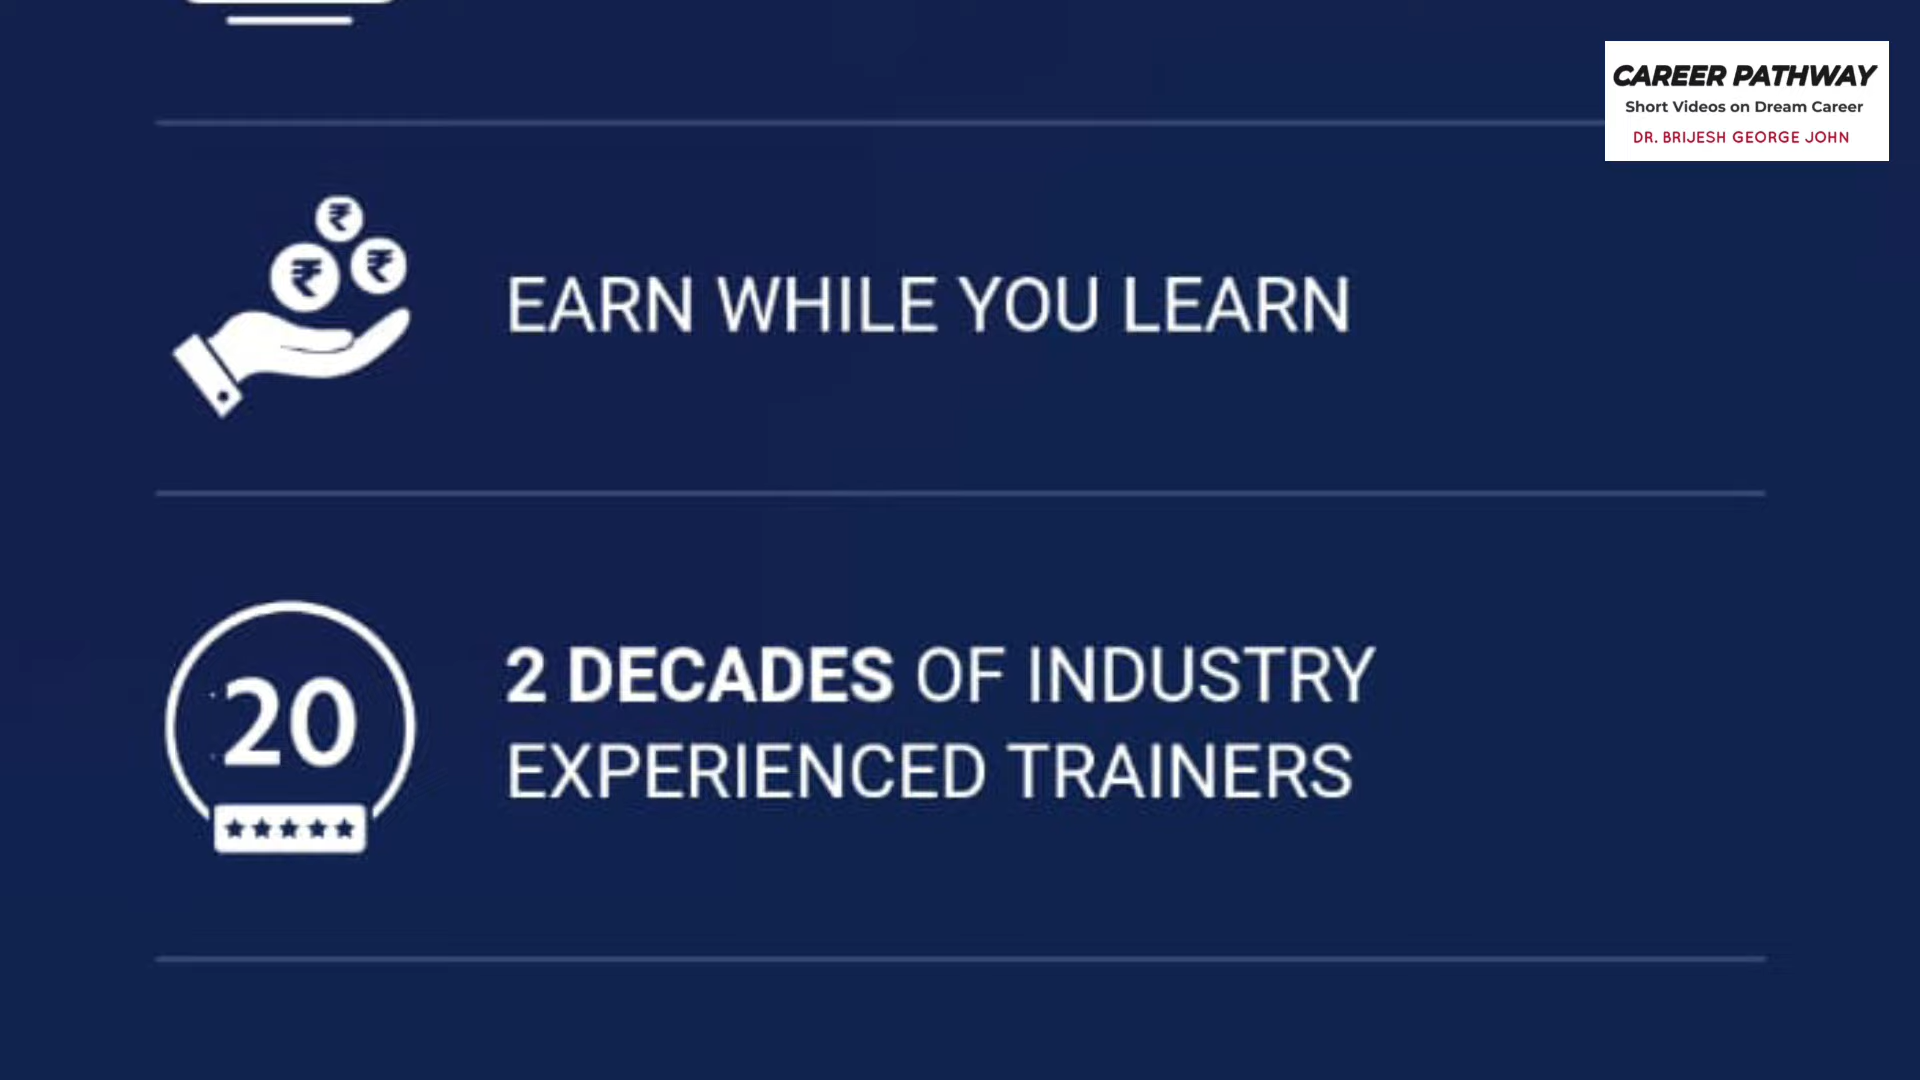 CAREER PATHWAY
Short Videos on Dream Career
DR. BRIJESH GEORGE JOHN
₹
₹ ₹
EARN WHILE YOU LEARN
20
2 DECADES OF INDUSTRY
EXPERIENCED TRAINERS